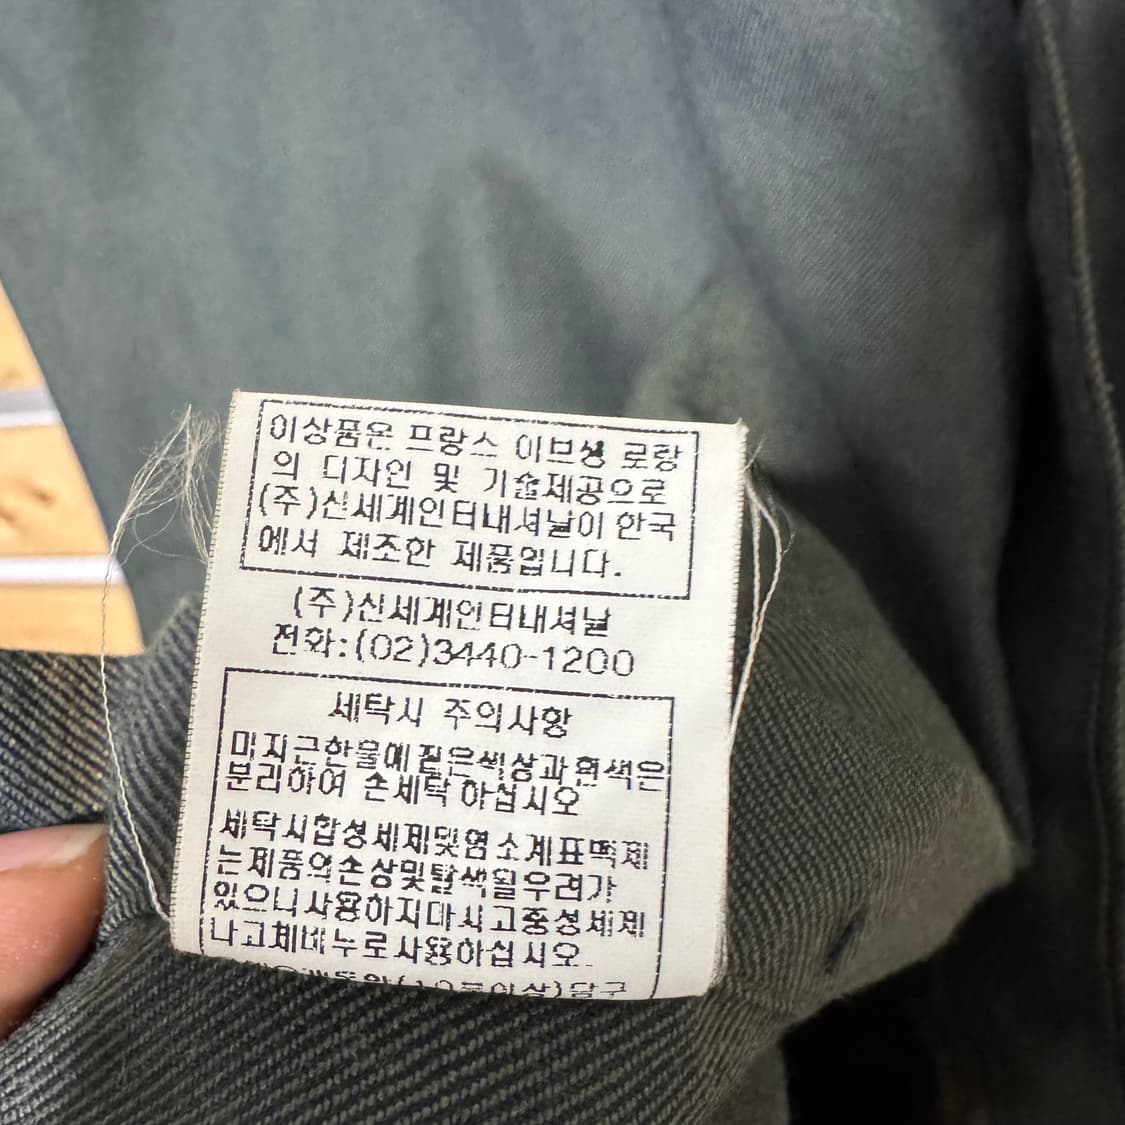 이상품은 프랑스 이브생 로랑
의 디자인 및 기술제공으로
(주)신세계인터내셔날이 한국
에서 제조한 제품입니다.
(주)신세계인터내셔날
전화:(02)3440-1200
세탁시 주의사항
미지근한물에 짙은색상과 흰색은
분리하여 손세탁 하십시오
세탁시합성세제및염소계표백제
는제품의손상및탈색될우려가
있으니사용하지마시고중성세제
나고체비누로사용하십시오.